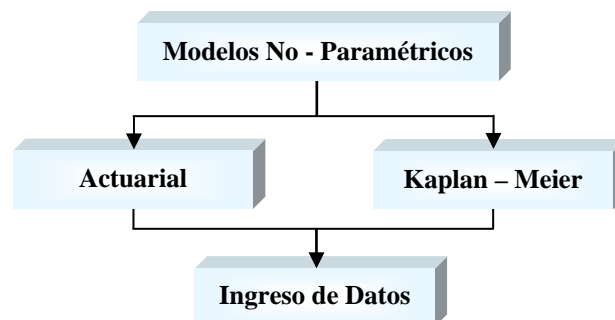 Modelos No - Paramétricos
Actuarial
Kaplan – Meier
Ingreso de Datos